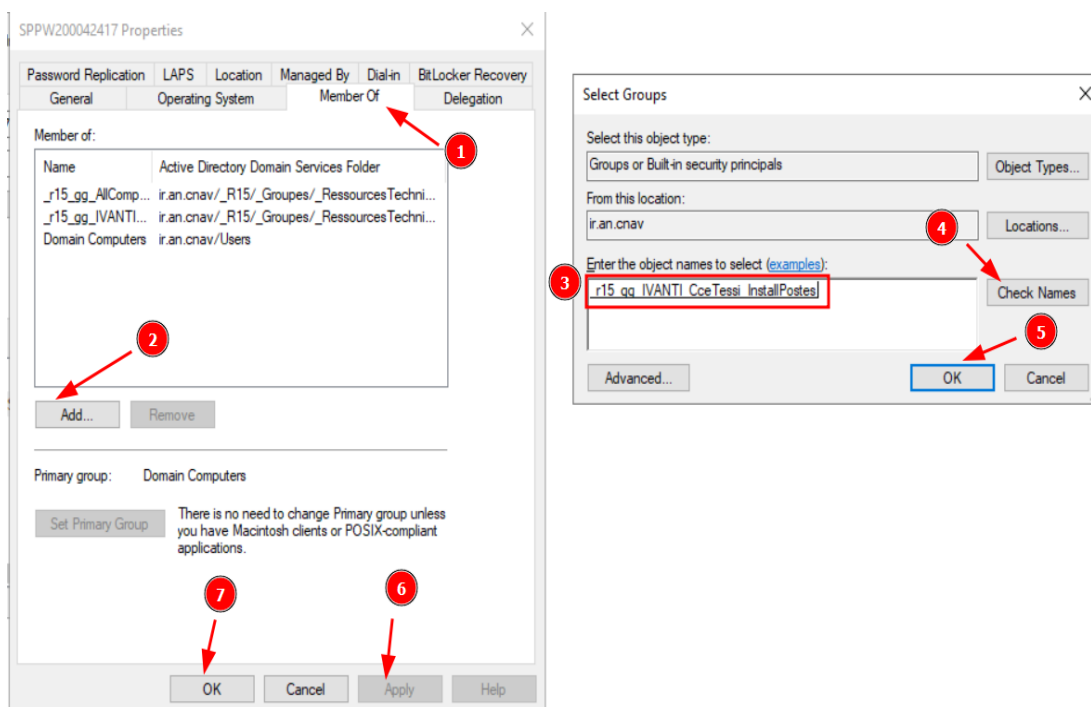 SPPW200042417 Properties
Password Replication LAPS Location Managed By Dial-in BitLocker Recovery
General Operating System Member Of Delegation
1
Member of:
Name Active Directory Domain Services Folder
_r15_gg_AllComp... ir.an.cnav/_R15/_Groupes/_RessourcesTechni...
_r15_gg_IVANTI... ir.an.cnav/_R15/_Groupes/_RessourcesTechni...
Domain Computers ir.an.cnav/Users
2
Add... Remove
Primary group: Domain Computers
Set Primary Group
There is no need to change Primary group unless
you have Macintosh clients or POSIX-compliant
applications.
7
6
OK Cancel Apply Help
Select Groups
Select this object type:
Groups or Built-in security principals Object Types...
From this location:
ir.an.cnav Locations...
4
Enter the object names to select (examples):
3
_r15_gg_IVANTI_CceTessi_InstallPostes Check Names
5
Advanced... OK Cancel